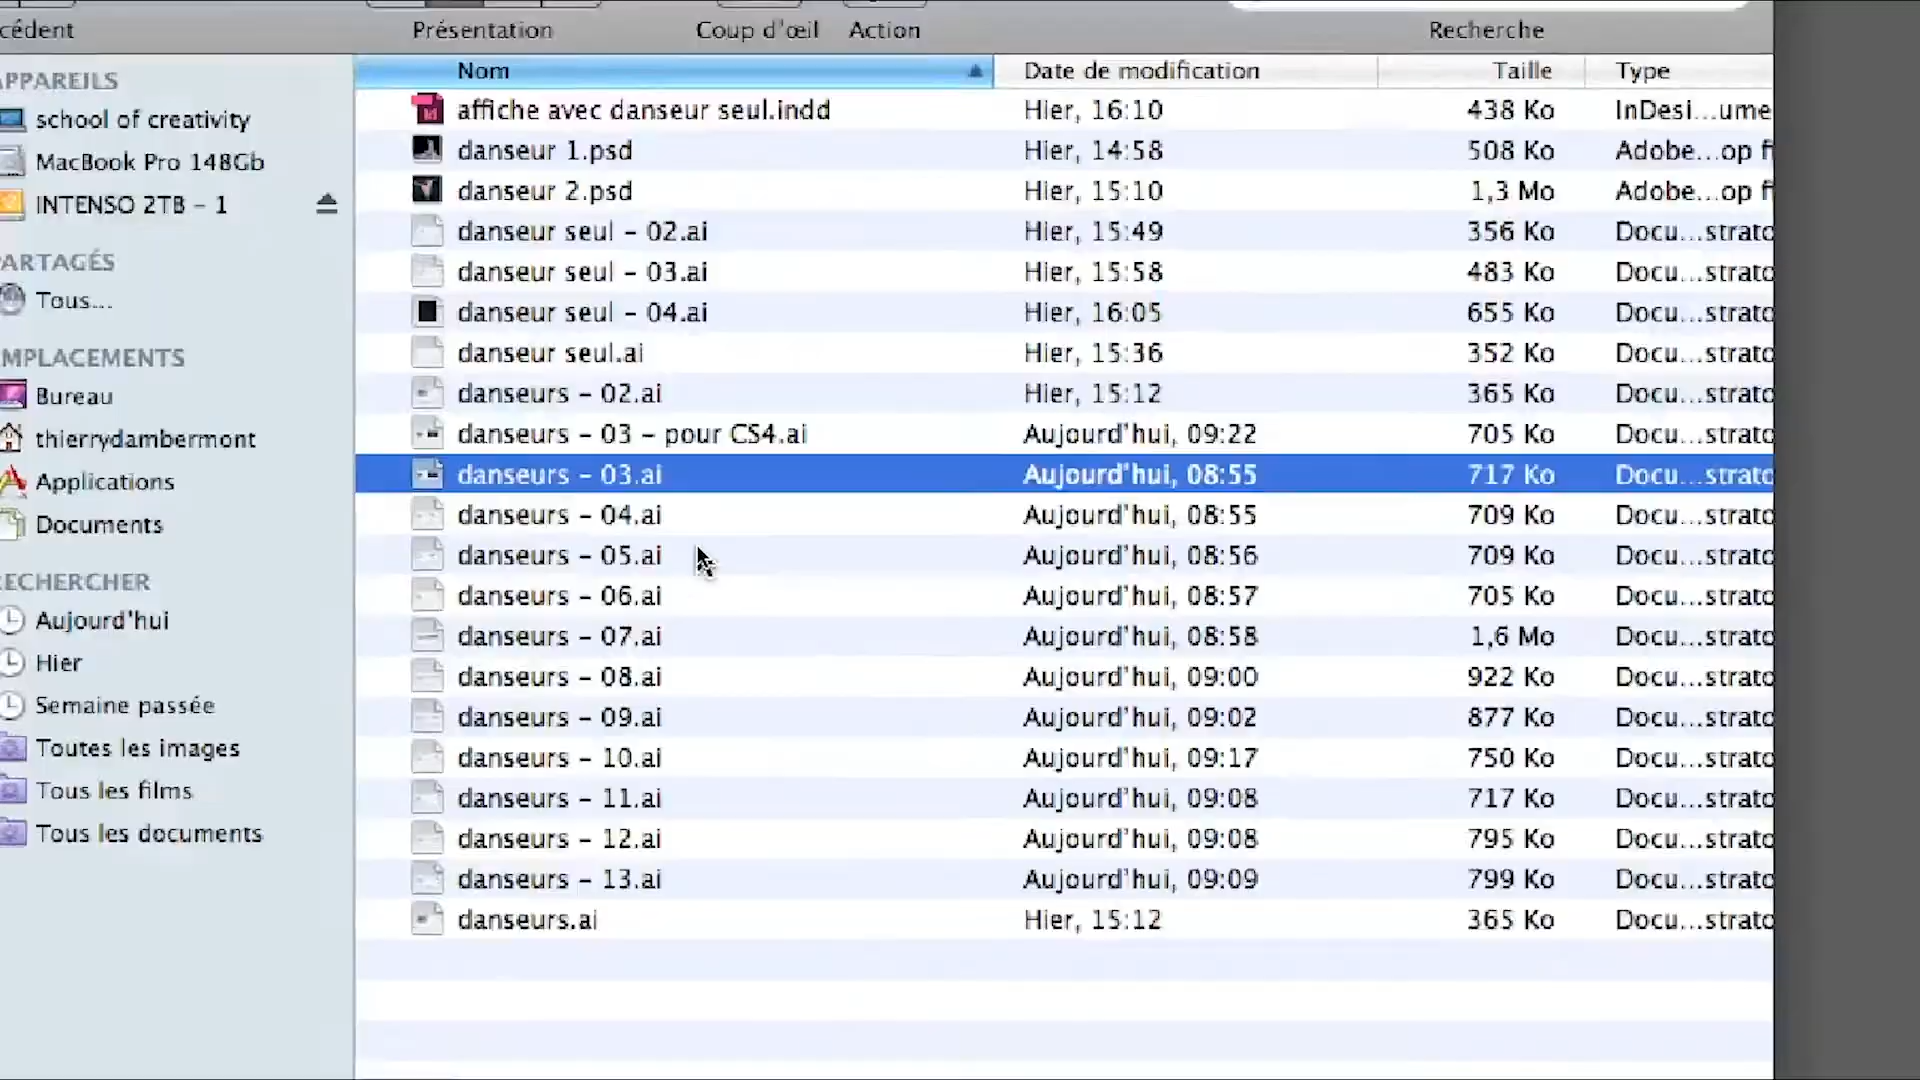 cédent Présentation Coup d'œil Action Recherche
APPAREILS
school of creativity
MacBook Pro 148Gb
INTENSO 2TB – 1
PARTAGÉS
Tous...
EMPLACEMENTS
Bureau
thierrydambermont
Applications
Documents
RECHERCHER
Aujourd'hui
Hier
Semaine passée
Toutes les images
Tous les films
Tous les documents
Nom Date de modification Taille Type
affiche avec danseur seul.indd Hier, 16:10 438 Ko InDesi...ume
danseur 1.psd Hier, 14:58 508 Ko Adobe...op fi
danseur 2.psd Hier, 15:10 1,3 Mo Adobe...op fi
danseur seul – 02.ai Hier, 15:49 356 Ko Docu...strato
danseur seul – 03.ai Hier, 15:58 483 Ko Docu...strato
danseur seul – 04.ai Hier, 16:05 655 Ko Docu...strato
danseur seul.ai Hier, 15:36 352 Ko Docu...strato
danseurs – 02.ai Hier, 15:12 365 Ko Docu...strato
danseurs – 03 – pour CS4.ai Aujourd'hui, 09:22 705 Ko Docu...strato
danseurs – 03.ai Aujourd'hui, 08:55 717 Ko Docu...strato
danseurs – 04.ai Aujourd'hui, 08:55 709 Ko Docu...strato
danseurs – 05.ai Aujourd'hui, 08:56 709 Ko Docu...strato
danseurs – 06.ai Aujourd'hui, 08:57 705 Ko Docu...strato
danseurs – 07.ai Aujourd'hui, 08:58 1,6 Mo Docu...strato
danseurs – 08.ai Aujourd'hui, 09:00 922 Ko Docu...strato
danseurs – 09.ai Aujourd'hui, 09:02 877 Ko Docu...strato
danseurs – 10.ai Aujourd'hui, 09:17 750 Ko Docu...strato
danseurs – 11.ai Aujourd'hui, 09:08 717 Ko Docu...strato
danseurs – 12.ai Aujourd'hui, 09:08 795 Ko Docu...strato
danseurs – 13.ai Aujourd'hui, 09:09 799 Ko Docu...strato
danseurs.ai Hier, 15:12 365 Ko Docu...strato